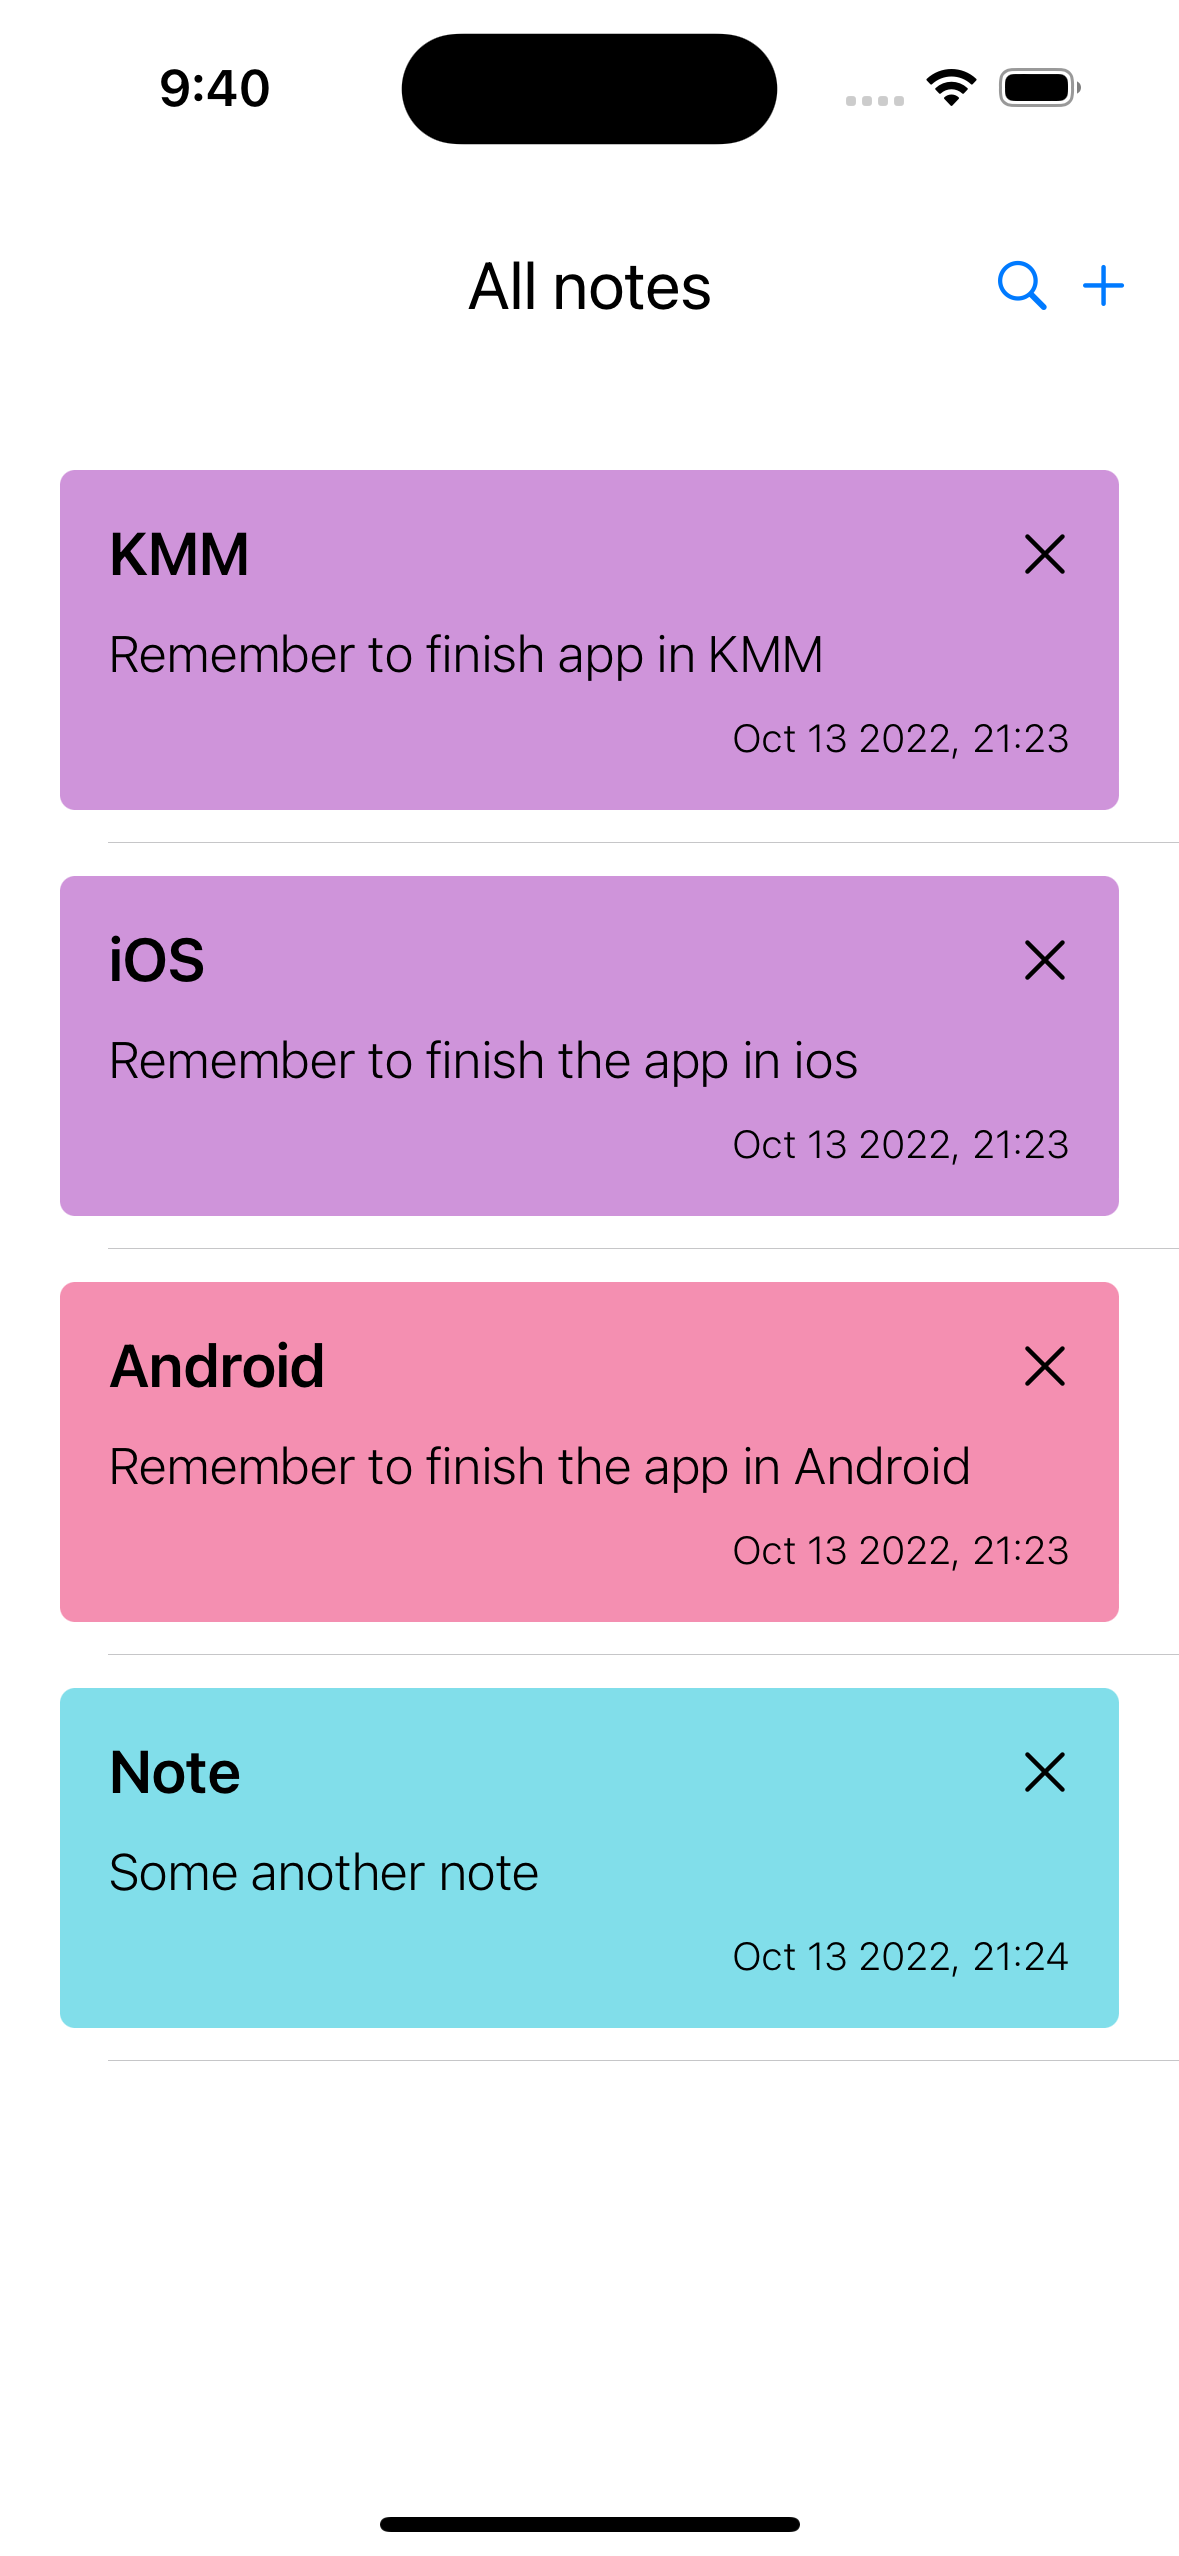 9:40
All notes
KMM
Remember to finish app in KMM
Oct 13 2022, 21:23
iOS
Remember to finish the app in ios
Oct 13 2022, 21:23
Android
Remember to finish the app in Android
Oct 13 2022, 21:23
Note
Some another note
Oct 13 2022, 21:24